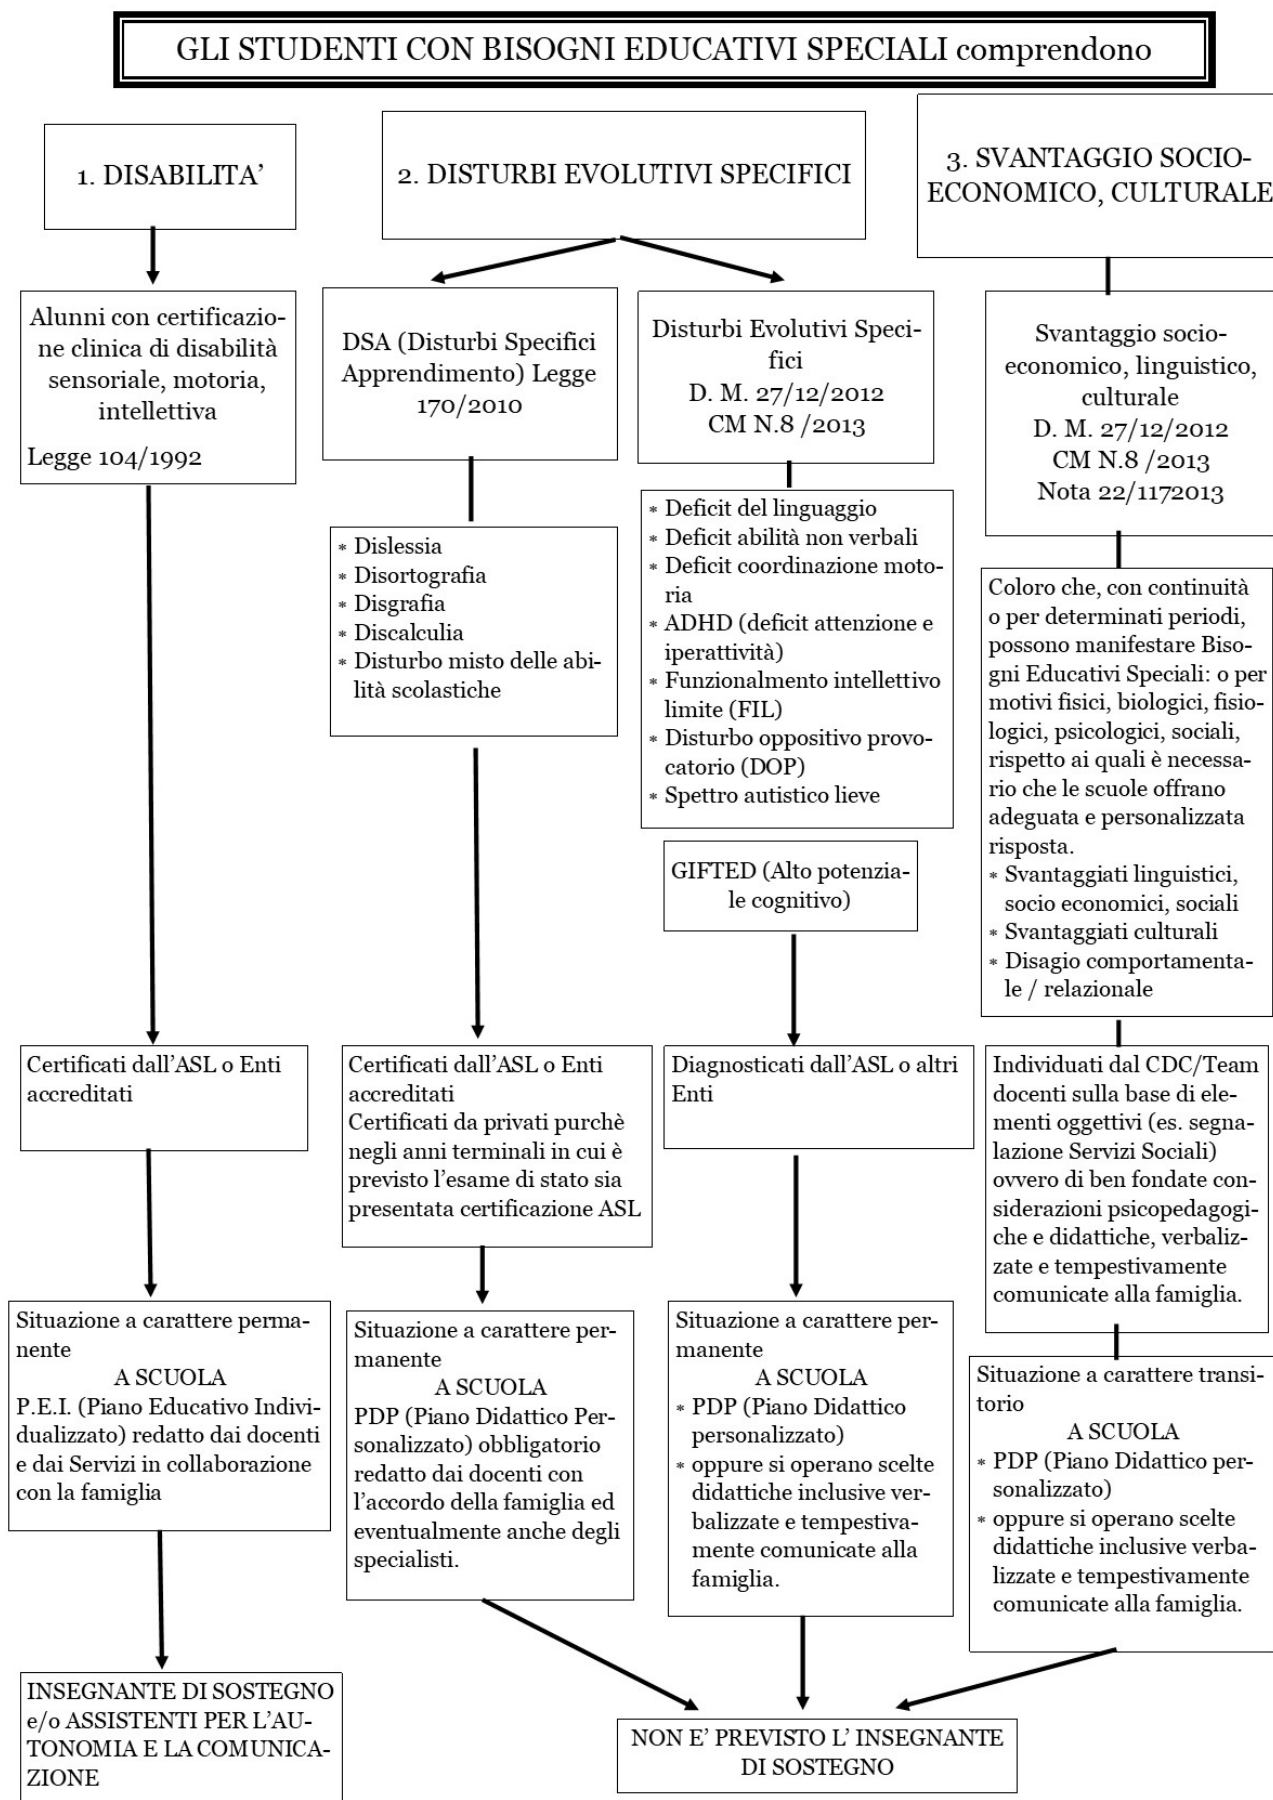 GLI STUDENTI CON BISOGNI EDUCATIVI SPECIALI comprendono
1. DISABILITA’
2. DISTURBI EVOLUTIVI SPECIFICI
3. SVANTAGGIO SOCIO-
ECONOMICO, CULTURALE
Alunni con certificazio-
ne clinica di disabilità
sensoriale, motoria,
intellettiva
Legge 104/1992
DSA (Disturbi Specifici
Apprendimento) Legge
170/2010
Disturbi Evolutivi Speci-
fici
D. M. 27/12/2012
CM N.8 /2013
Svantaggio socio-
economico, linguistico,
culturale
D. M. 27/12/2012
CM N.8 /2013
Nota 22/1172013
* Dislessia
* Disortografia
* Disgrafia
* Discalculia
* Disturbo misto delle abi-
lità scolastiche
* Deficit del linguaggio
* Deficit abilità non verbali
* Deficit coordinazione moto-
ria
* ADHD (deficit attenzione e
iperattività)
* Funzionalmento intellettivo
limite (FIL)
* Disturbo oppositivo provo-
catorio (DOP)
* Spettro autistico lieve
GIFTED (Alto potenzia-
le cognitivo)
Coloro che, con continuità
o per determinati periodi,
possono manifestare Biso-
gni Educativi Speciali: o per
motivi fisici, biologici, fisio-
logici, psicologici, sociali,
rispetto ai quali è necessa-
rio che le scuole offrano
adeguata e personalizzata
risposta.
* Svantaggiati linguistici,
socio economici, sociali
* Svantaggiati culturali
* Disagio comportamenta-
le / relazionale
Certificati dall’ASL o Enti
accreditati
Certificati dall’ASL o Enti
accreditati
Certificati da privati purchè
negli anni terminali in cui è
previsto l’esame di stato sia
presentata certificazione ASL
Diagnosticati dall’ASL o altri
Enti
Individuati dal CDC/Team
docenti sulla base di ele-
menti oggettivi (es. segna-
lazione Servizi Sociali)
ovvero di ben fondate con-
siderazioni psicopedagogi-
che e didattiche, verbaliz-
zate e tempestivamente
comunicate alla famiglia.
Situazione a carattere perma-
nente
A SCUOLA
P.E.I. (Piano Educativo Indivi-
dualizzato) redatto dai docenti
e dai Servizi in collaborazione
con la famiglia
Situazione a carattere per-
manente
A SCUOLA
PDP (Piano Didattico Per-
sonalizzato) obbligatorio
redatto dai docenti con
l’accordo della famiglia ed
eventualmente anche degli
specialisti.
Situazione a carattere per-
manente
A SCUOLA
* PDP (Piano Didattico
personalizzato)
* oppure si operano scelte
didattiche inclusive ver-
balizzate e tempestiva-
mente comunicate alla
famiglia.
Situazione a carattere transi-
torio
A SCUOLA
* PDP (Piano Didattico per-
sonalizzato)
* oppure si operano scelte
didattiche inclusive verba-
lizzate e tempestivamente
comunicate alla famiglia.
INSEGNANTE DI SOSTEGNO
e/o ASSISTENTI PER L’AU-
TONOMIA E LA COMUNICA-
ZIONE
NON E’ PREVISTO L’ INSEGNANTE
DI SOSTEGNO